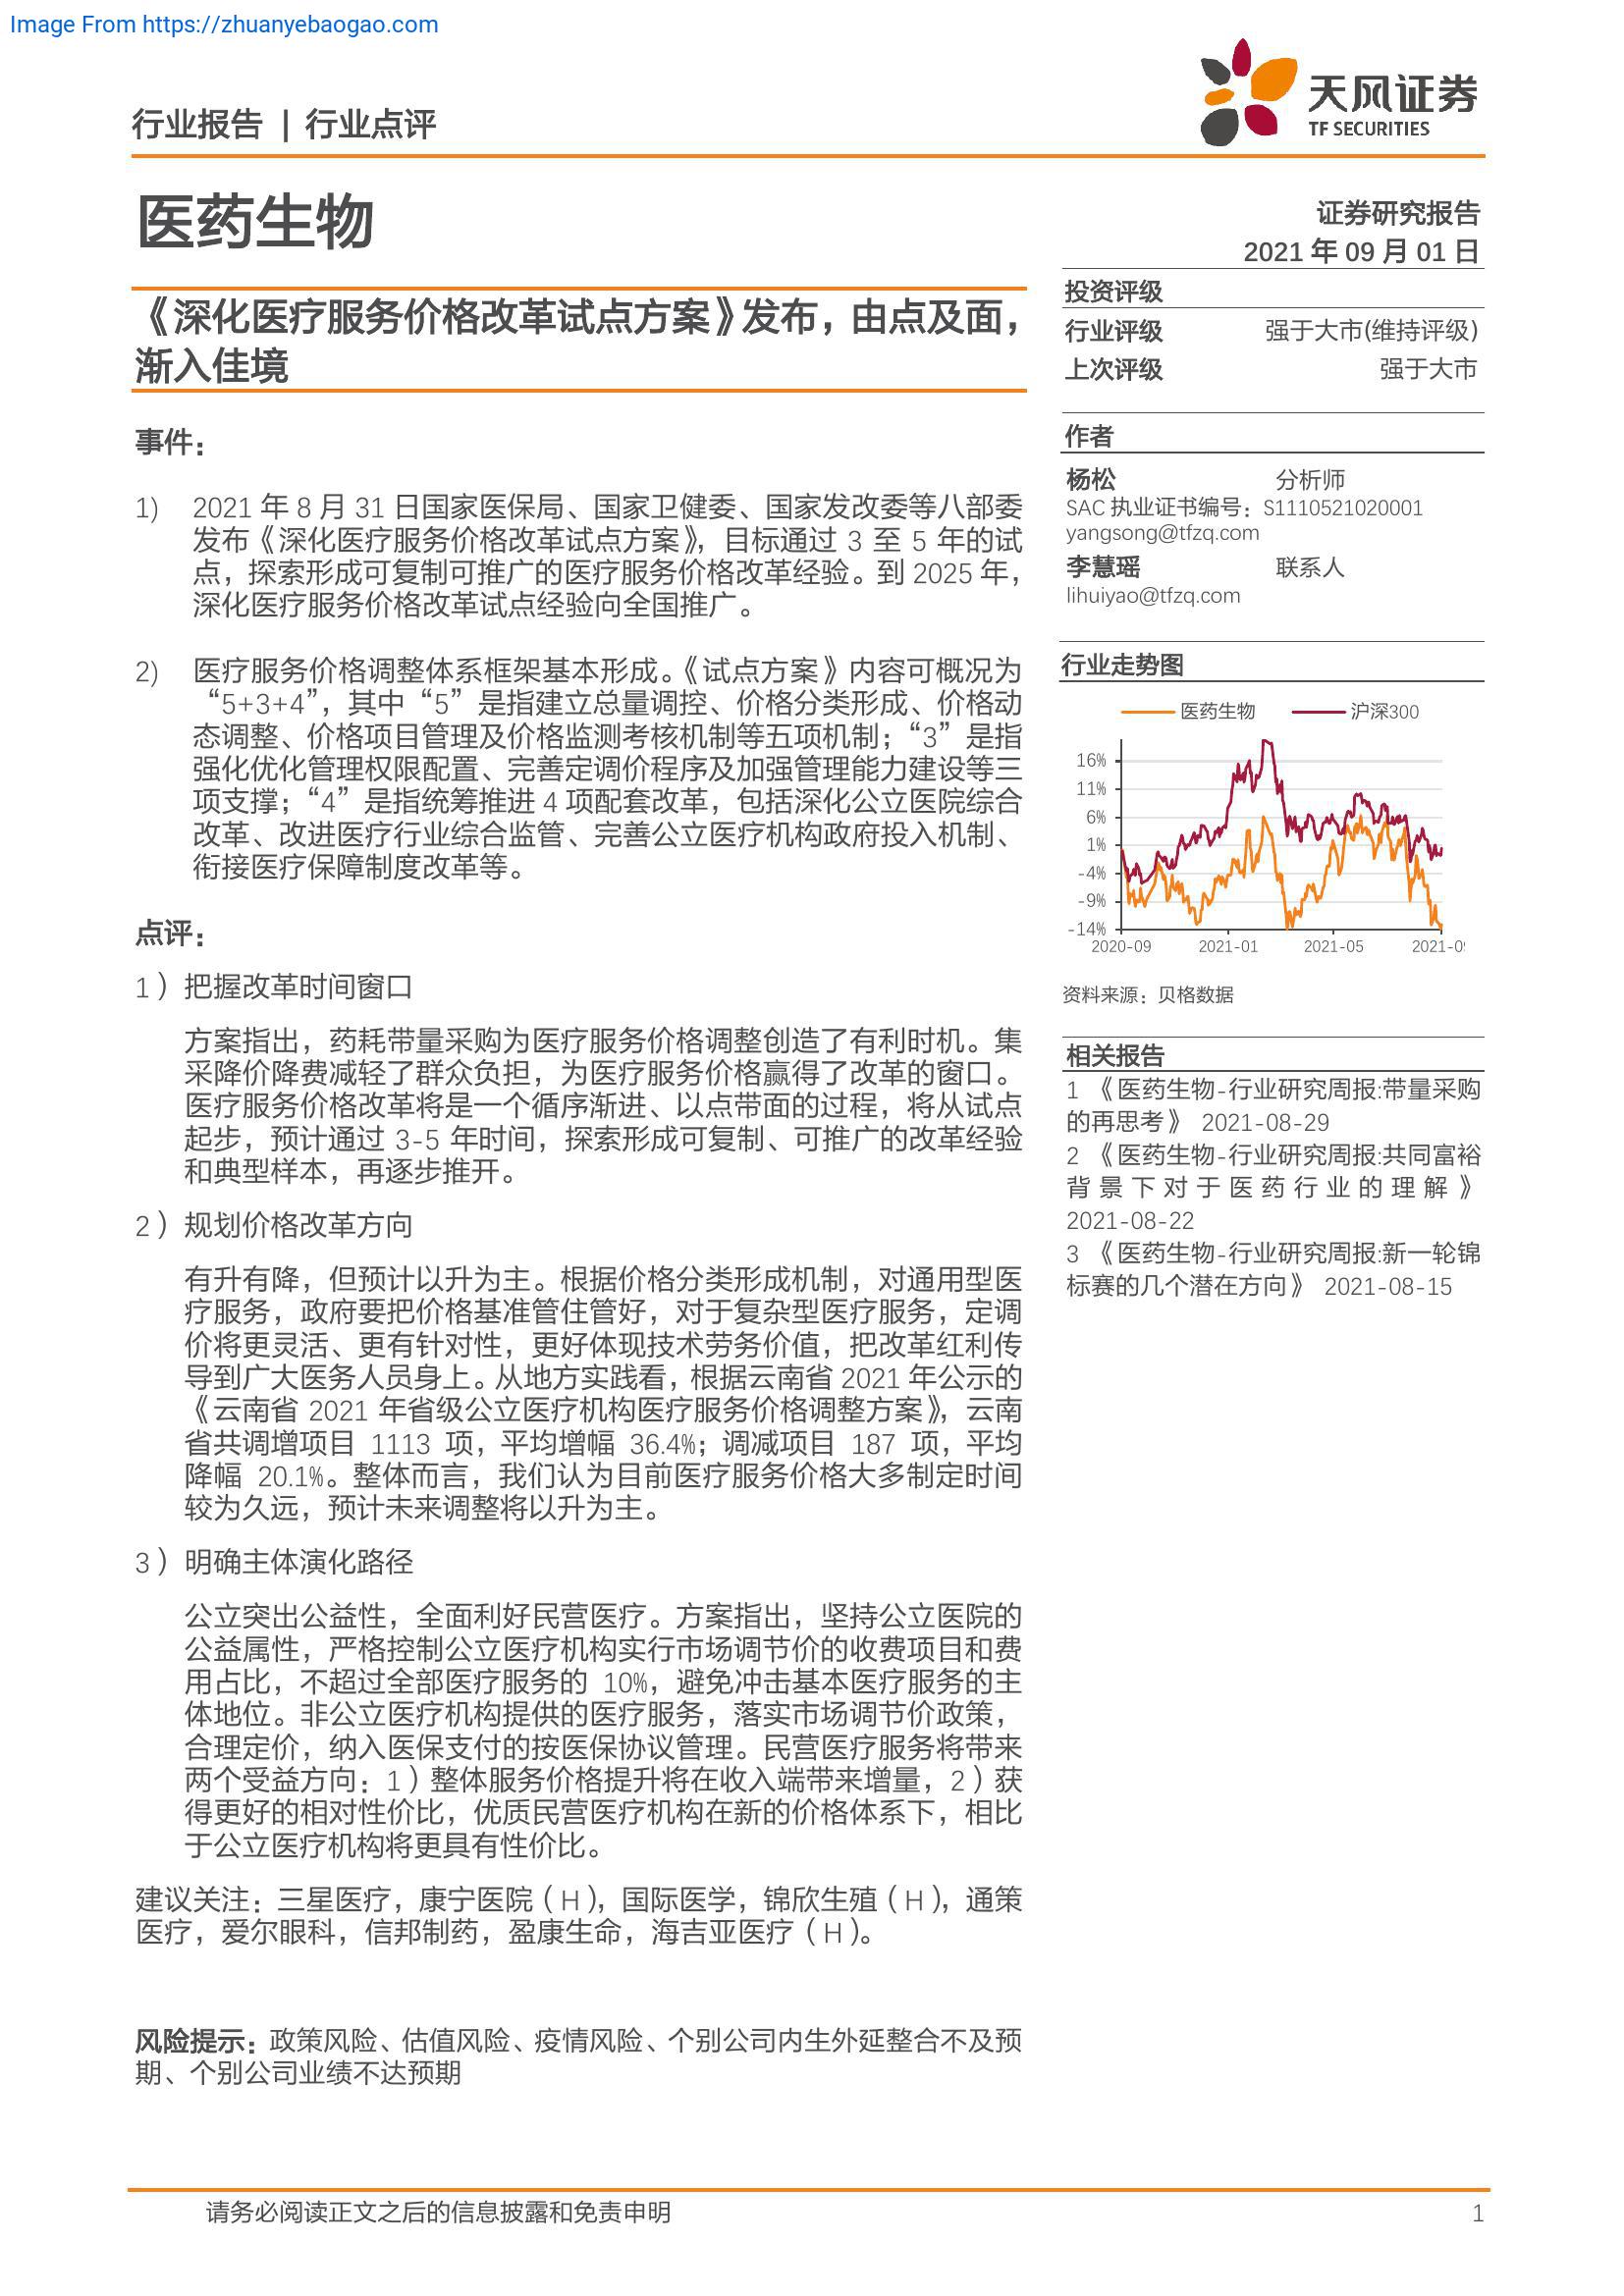 Image From https://zhuanyebaogao.com
行业报告 | 行业点评
天风证券
TF SECURITIES
医药生物
证券研究报告
2021 年 09 月 01 日
《深化医疗服务价格改革试点方案》发布，由点及面，
渐入佳境
事件：
1) 2021 年 8 月 31 日国家医保局、国家卫健委、国家发改委等八部委
发布《深化医疗服务价格改革试点方案》，目标通过 3 至 5 年的试
点，探索形成可复制可推广的医疗服务价格改革经验。到 2025 年，
深化医疗服务价格改革试点经验向全国推广。
2) 医疗服务价格调整体系框架基本形成。《试点方案》内容可概况为
“5+3+4”，其中“5”是指建立总量调控、价格分类形成、价格动
态调整、价格项目管理及价格监测考核机制等五项机制；“3”是指
强化优化管理权限配置、完善定调价程序及加强管理能力建设等三
项支撑；“4”是指统筹推进 4 项配套改革，包括深化公立医院综合
改革、改进医疗行业综合监管、完善公立医疗机构政府投入机制、
衔接医疗保障制度改革等。
点评：
1）把握改革时间窗口
方案指出，药耗带量采购为医疗服务价格调整创造了有利时机。集
采降价降费减轻了群众负担，为医疗服务价格赢得了改革的窗口。
医疗服务价格改革将是一个循序渐进、以点带面的过程，将从试点
起步，预计通过 3-5 年时间，探索形成可复制、可推广的改革经验
和典型样本，再逐步推开。
2）规划价格改革方向
有升有降，但预计以升为主。根据价格分类形成机制，对通用型医
疗服务，政府要把价格基准管住管好，对于复杂型医疗服务，定调
价将更灵活、更有针对性，更好体现技术劳务价值，把改革红利传
导到广大医务人员身上。从地方实践看，根据云南省 2021 年公示的
《云南省 2021 年省级公立医疗机构医疗服务价格调整方案》，云南
省共调增项目 1113 项，平均增幅 36.4%；调减项目 187 项，平均
降幅 20.1%。整体而言，我们认为目前医疗服务价格大多制定时间
较为久远，预计未来调整将以升为主。
3）明确主体演化路径
公立突出公益性，全面利好民营医疗。方案指出，坚持公立医院的
公益属性，严格控制公立医疗机构实行市场调节价的收费项目和费
用占比，不超过全部医疗服务的 10%，避免冲击基本医疗服务的主
体地位。非公立医疗机构提供的医疗服务，落实市场调节价政策，
合理定价，纳入医保支付的按医保协议管理。民营医疗服务将带来
两个受益方向：1）整体服务价格提升将在收入端带来增量，2）获
得更好的相对性价比，优质民营医疗机构在新的价格体系下，相比
于公立医疗机构将更具有性价比。
建议关注：三星医疗，康宁医院（H），国际医学，锦欣生殖（H），通策
医疗，爱尔眼科，信邦制药，盈康生命，海吉亚医疗（H）。
风险提示：政策风险、估值风险、疫情风险、个别公司内生外延整合不及预
期、个别公司业绩不达预期
投资评级
行业评级 强于大市(维持评级)
上次评级 强于大市
作者
杨松 分析师
SAC 执业证书编号：S1110521020001
yangsong@tfzq.com
李慧瑶 联系人
lihuiyao@tfzq.com
行业走势图
医药生物 沪深300
16%
11%
6%
1%
-4%
-9%
-14%
2020-09 2021-01 2021-05 2021-0
资料来源：贝格数据
相关报告
1 《医药生物-行业研究周报:带量采购
的再思考》 2021-08-29
2 《医药生物-行业研究周报:共同富裕
背景下对于医药行业的理解》
2021-08-22
3 《医药生物-行业研究周报:新一轮锦
标赛的几个潜在方向》 2021-08-15
请务必阅读正文之后的信息披露和免责申明 1